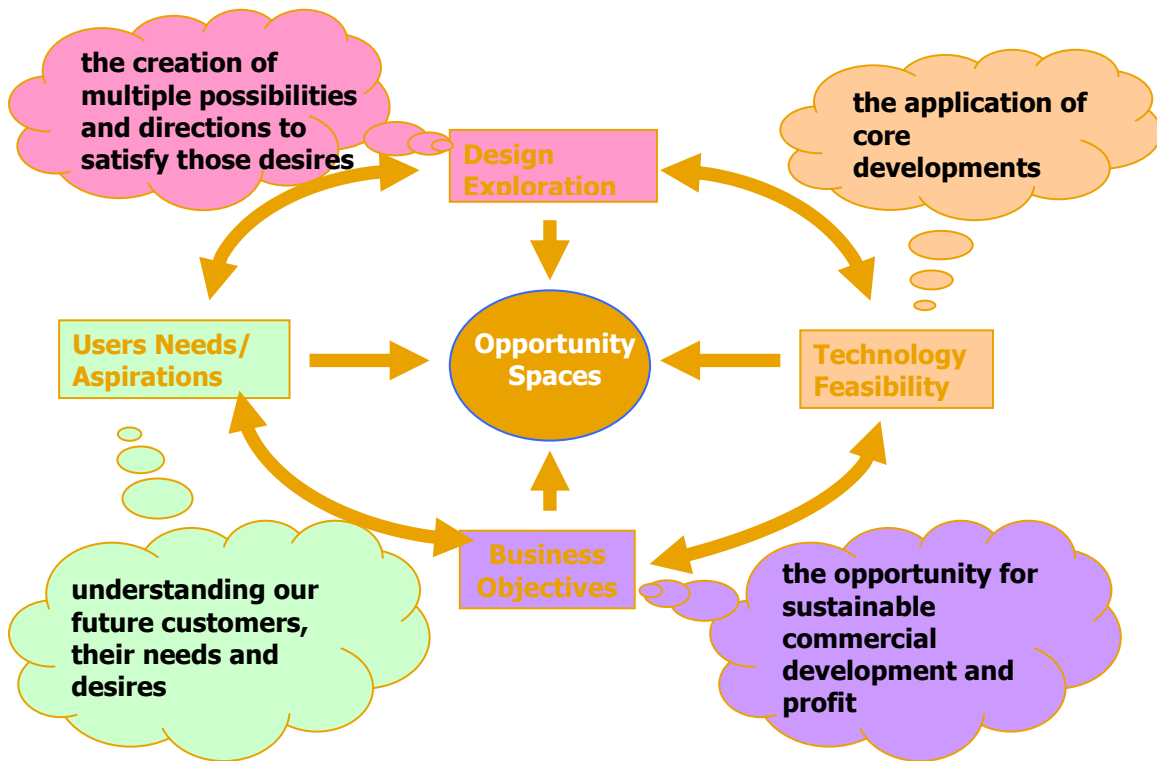 the creation of
multiple possibilities
and directions to
satisfy those desires
the application of
core
developments
Design
Exploration
Users Needs/
Aspirations
Opportunity
Spaces
Technology
Feasibility
Business
Objectives
understanding our
future customers,
their needs and
desires
the opportunity for
sustainable
commercial
development and
profit